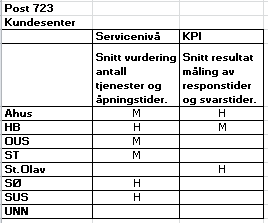 Post 723
Kundesenter
Servicenivå KPI
Snitt vurdering Snitt resultat
antall måling av
tjenester og responstider
åpningstider. og svarstider.
Ahus M H
HB H M
OUS M
ST M
St.Olav H
SØ H
SUS H
UNN